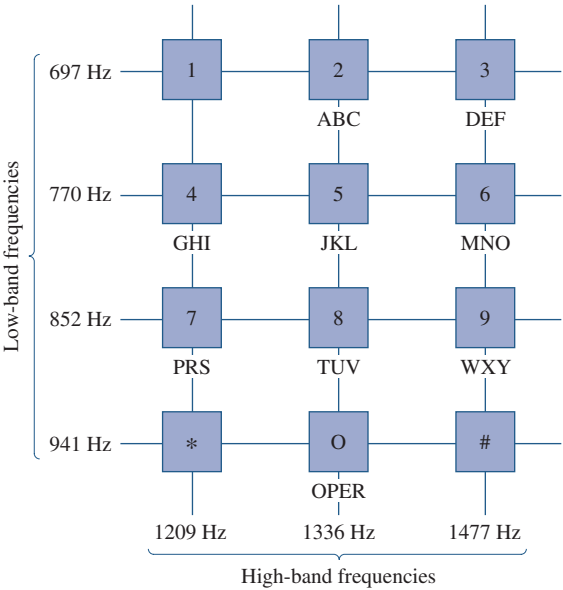 697 Hz 1 2 3
ABC DEF
770 Hz 4 5 6
GHI JKL MNO
852 Hz 7 8 9
PRS TUV WXY
941 Hz * O #
OPER
1209 Hz 1336 Hz 1477 Hz
High-band frequencies
Low-band frequencies